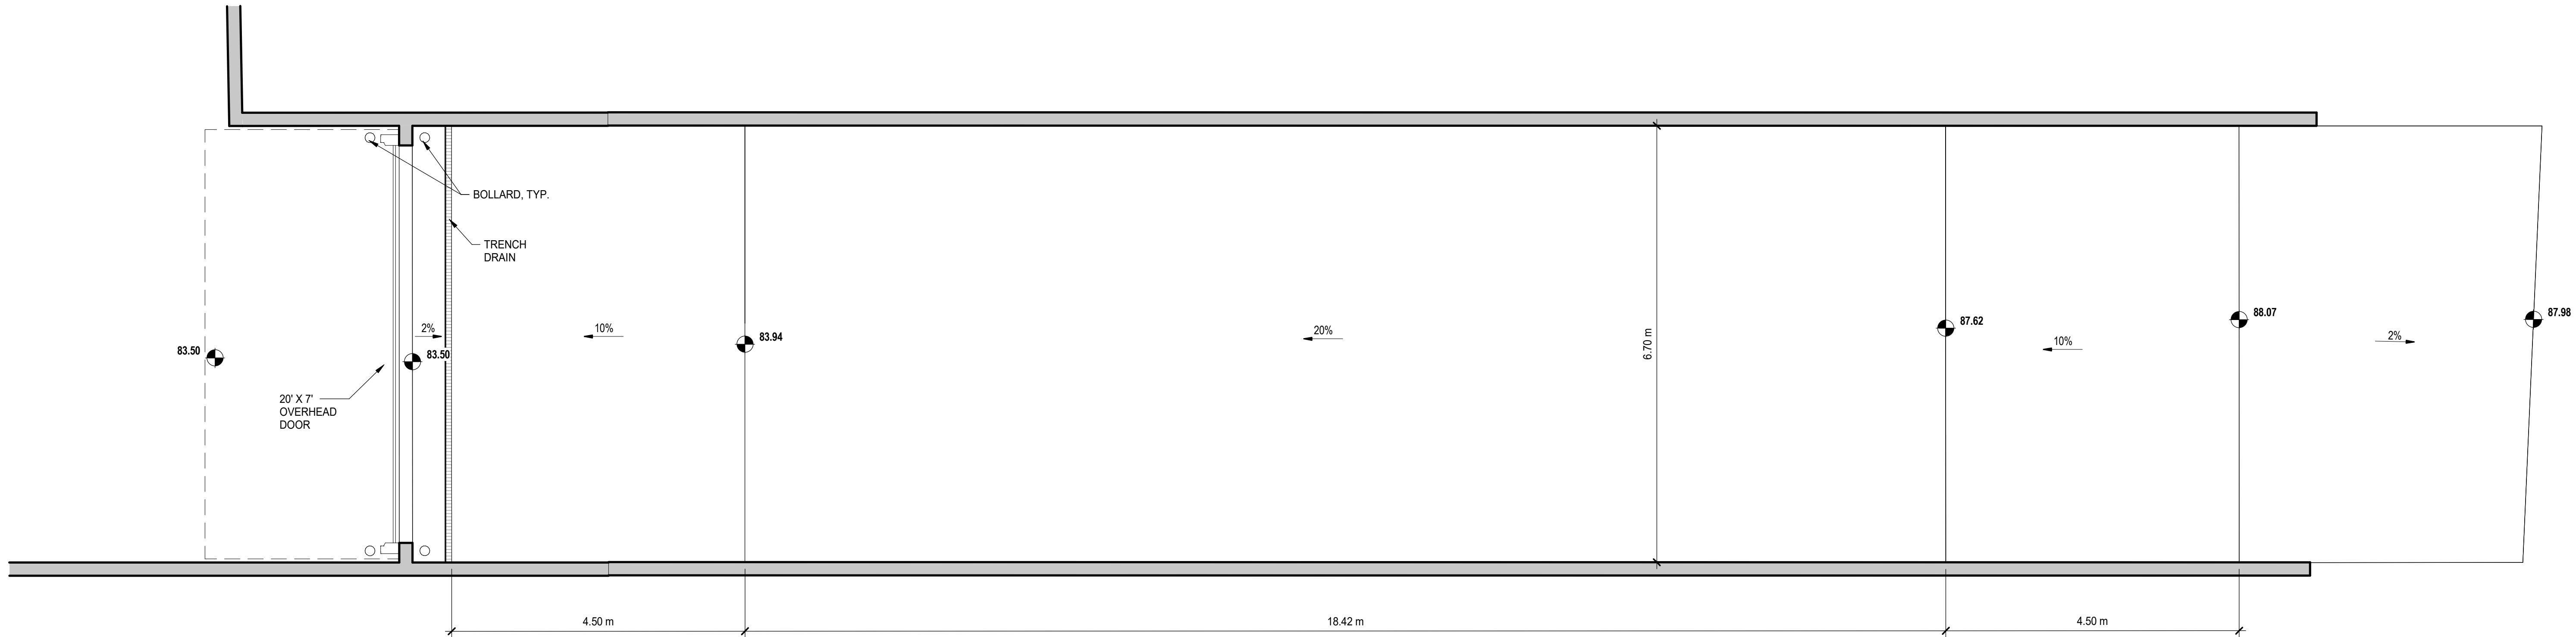 BOLLARD, TYP.
TRENCH
DRAIN
83.50
2%
83.50
10%
83.94
20%
6.70 m
87.62
10%
88.07
2%
87.98
20' X 7'
OVERHEAD
DOOR
4.50 m
18.42 m
4.50 m